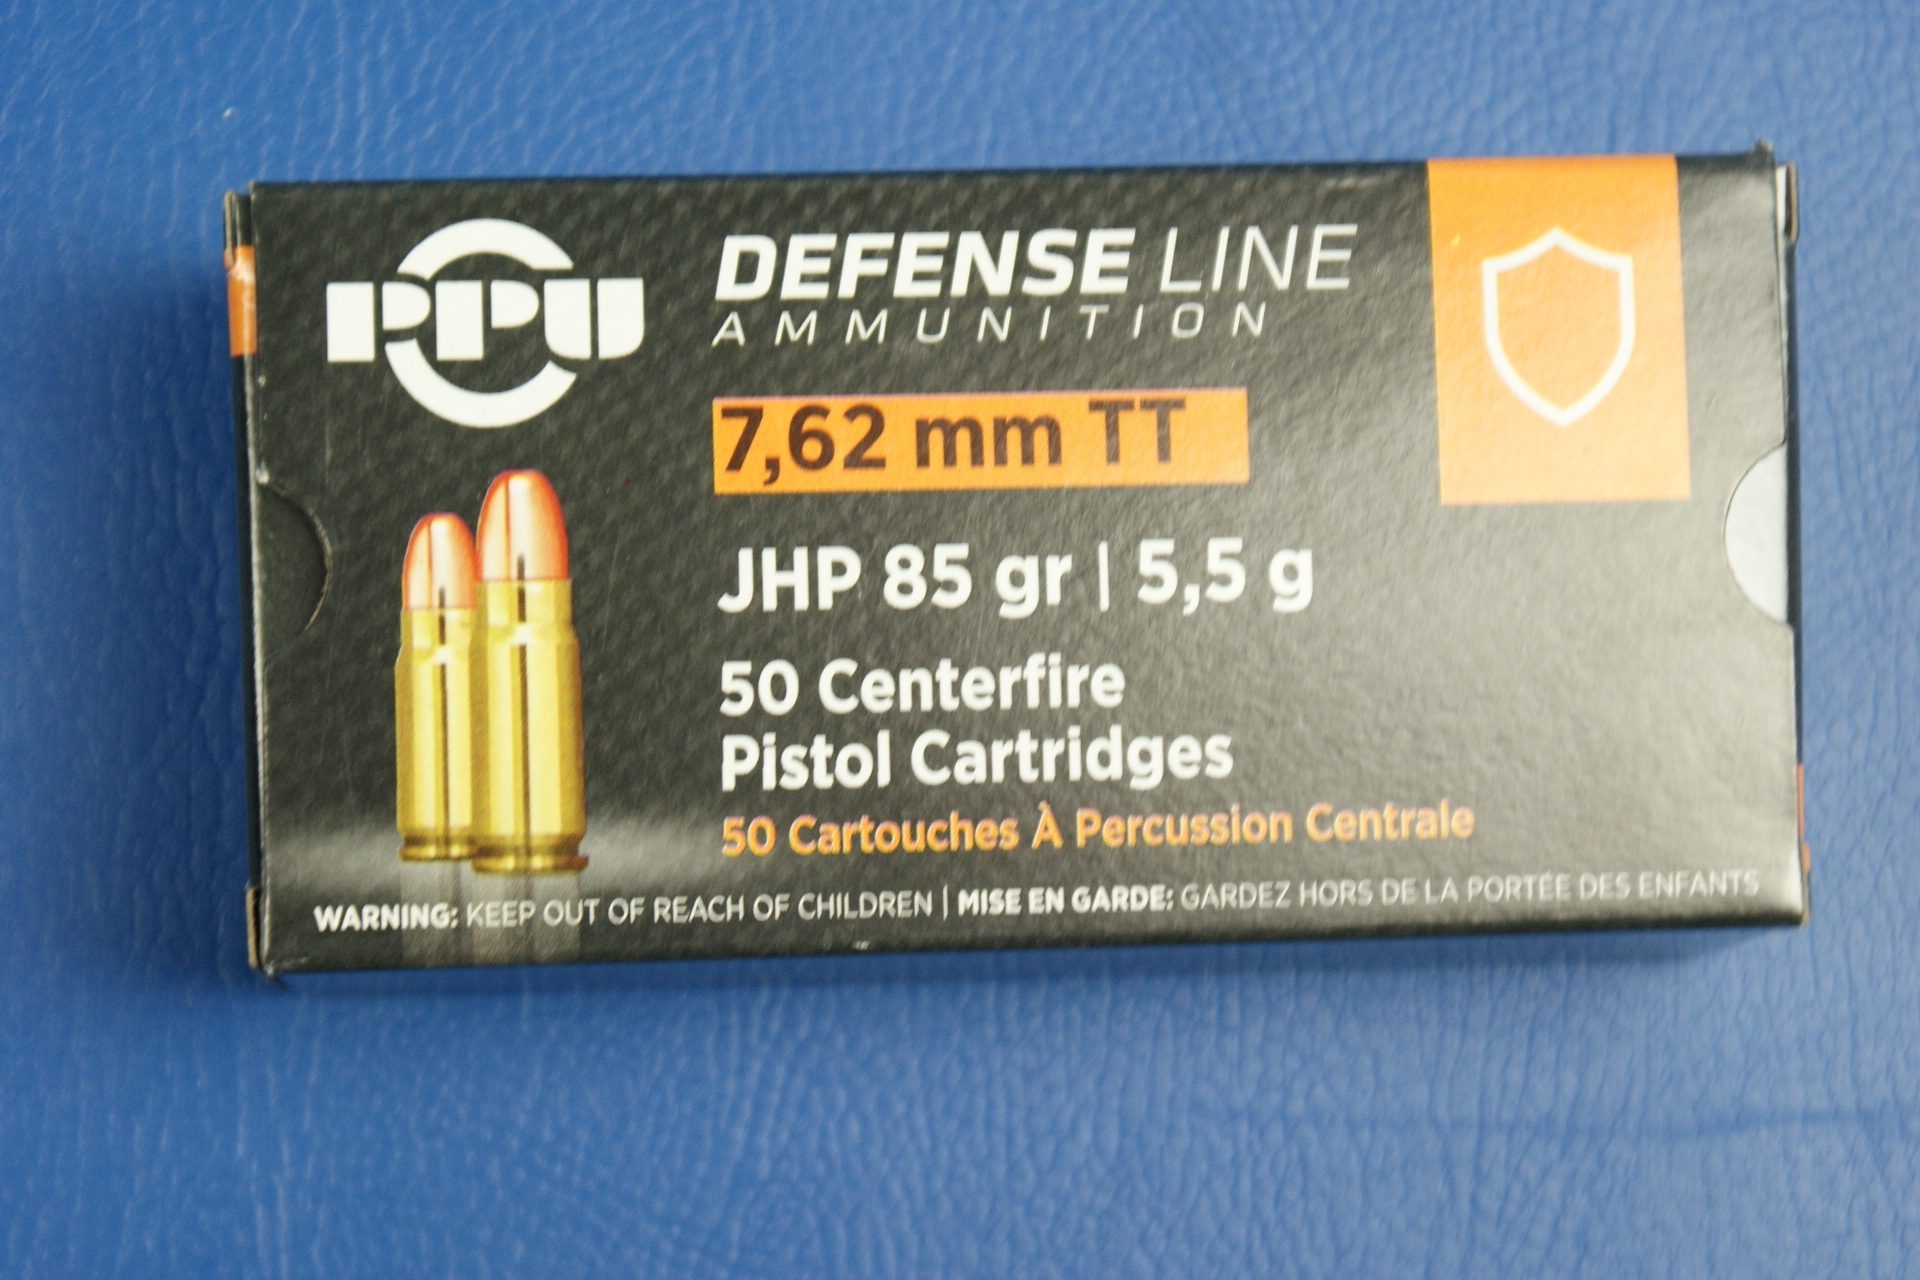 PPU
DEFENSE LINE
AMMUNITION
7,62 mm TT
JHP 85 gr | 5,5 g
50 Centerfire
Pistol Cartridges
50 Cartouches À Percussion Centrale
WARNING: KEEP OUT OF REACH OF CHILDREN | MISE EN GARDE: GARDEZ HORS DE LA PORTÉE DES ENFANTS